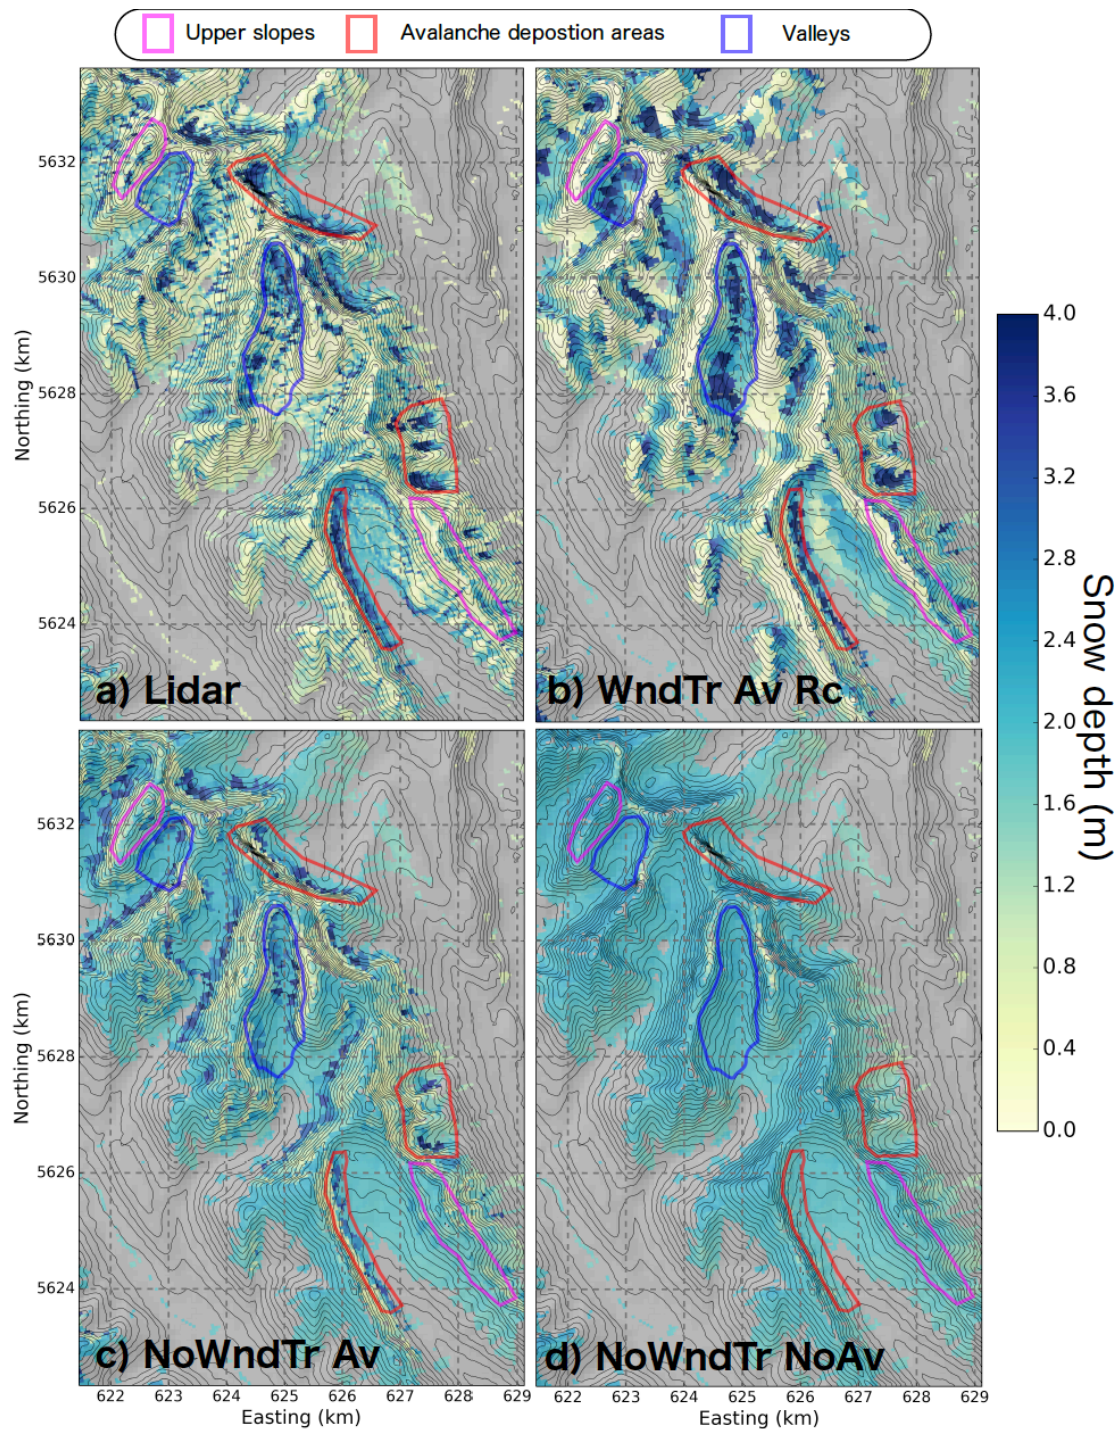 Upper slopes Avalanche depostion areas Valleys
5632
5630
5628
5626
5624
Northing (km)
a) Lidar
b) WndTr Av Rc
4.0
3.6
3.2
2.8
2.4
2.0
1.6
1.2
0.8
0.4
0.0
Snow depth (m)
5632
5630
5628
5626
5624
Northing (km)
c) NoWndTr Av
d) NoWndTr NoAv
622 623 624 625 626 627 628 629
622 623 624 625 626 627 628 629
Easting (km)
Easting (km)